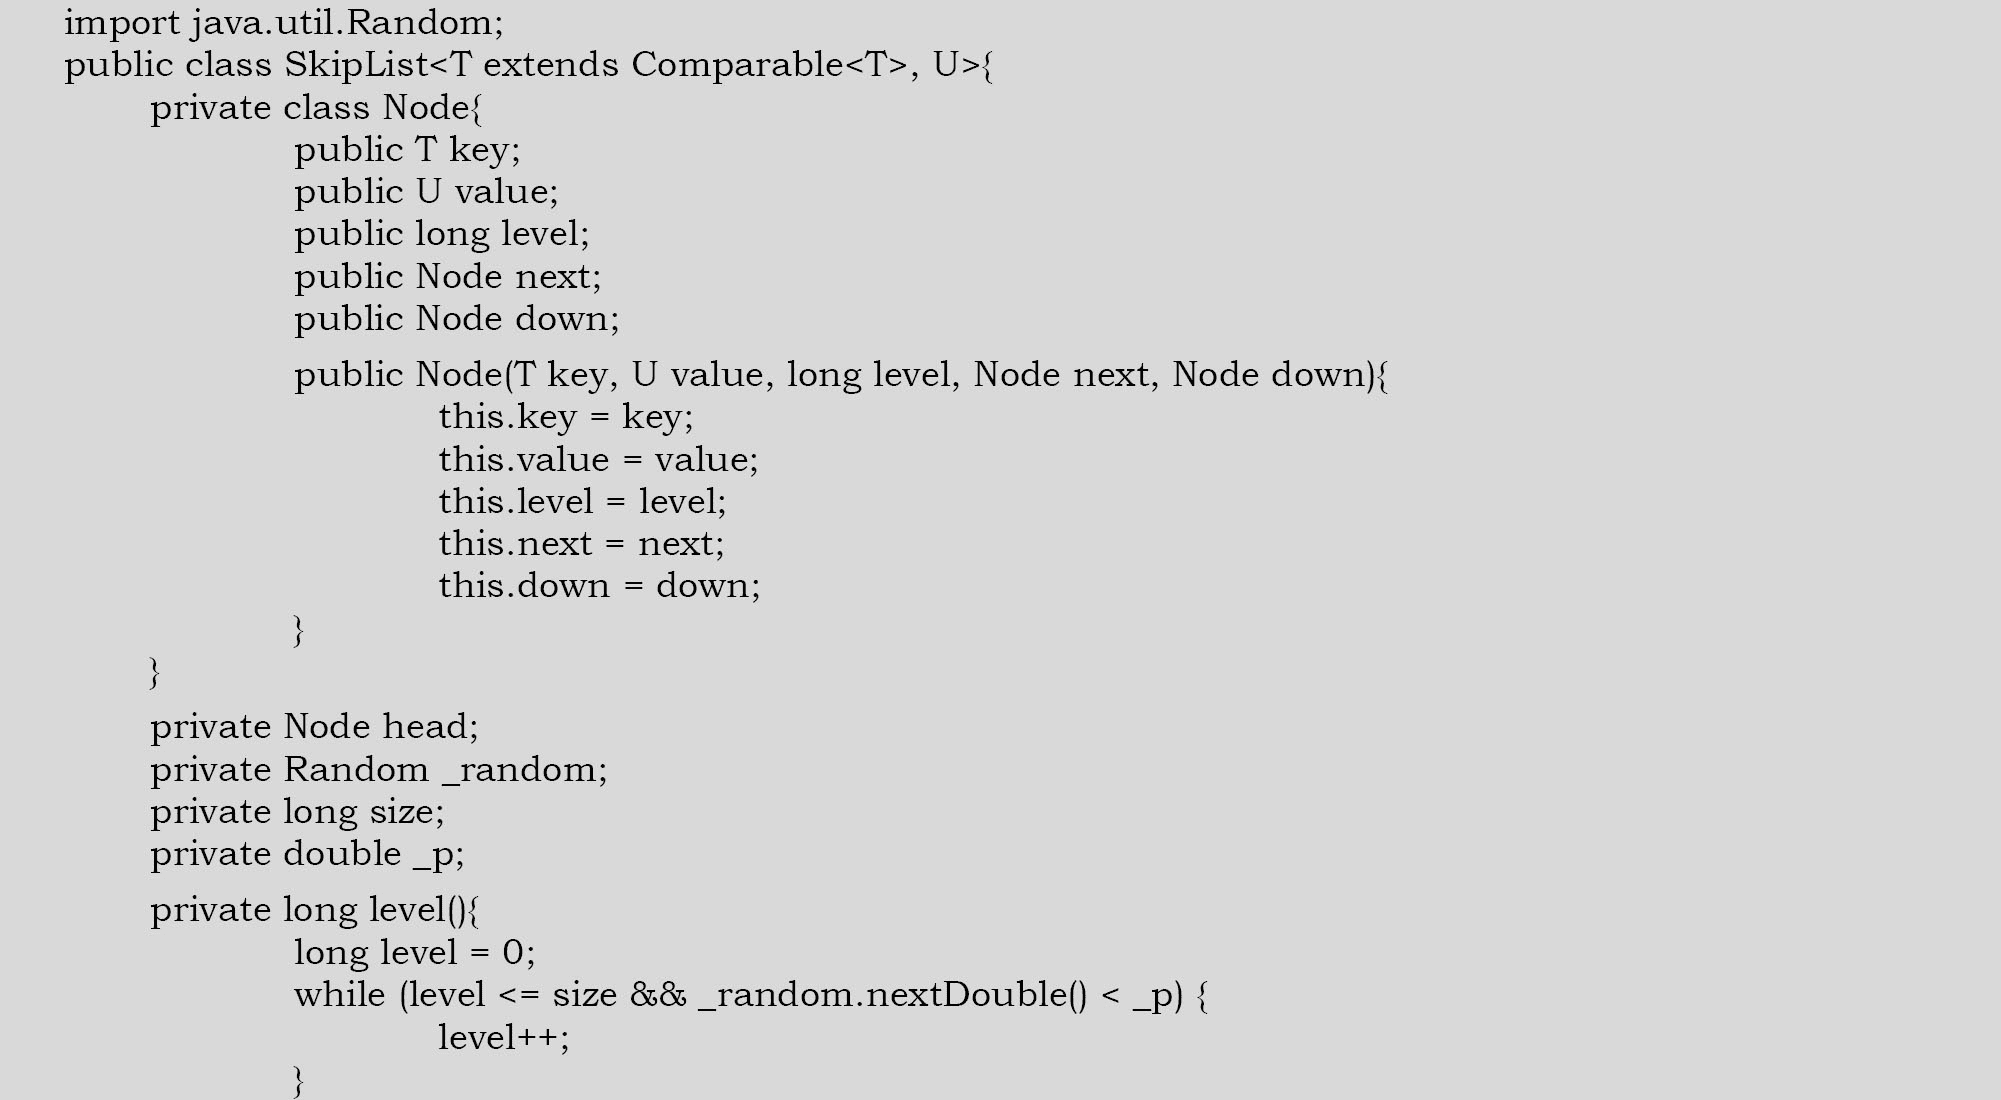 import java.util.Random;
public class SkipList<T extends Comparable<T>, U>{
private class Node{
public T key;
public U value;
public long level;
public Node next;
public Node down;
public Node(T key, U value, long level, Node next, Node down){
this.key = key;
this.value = value;
this.level = level;
this.next = next;
this.down = down;
}
}
private Node head;
private Random _random;
private long size;
private double _p;
private long level(){
long level = 0;
while (level <= size && _random.nextDouble() < _p) {
level++;
}